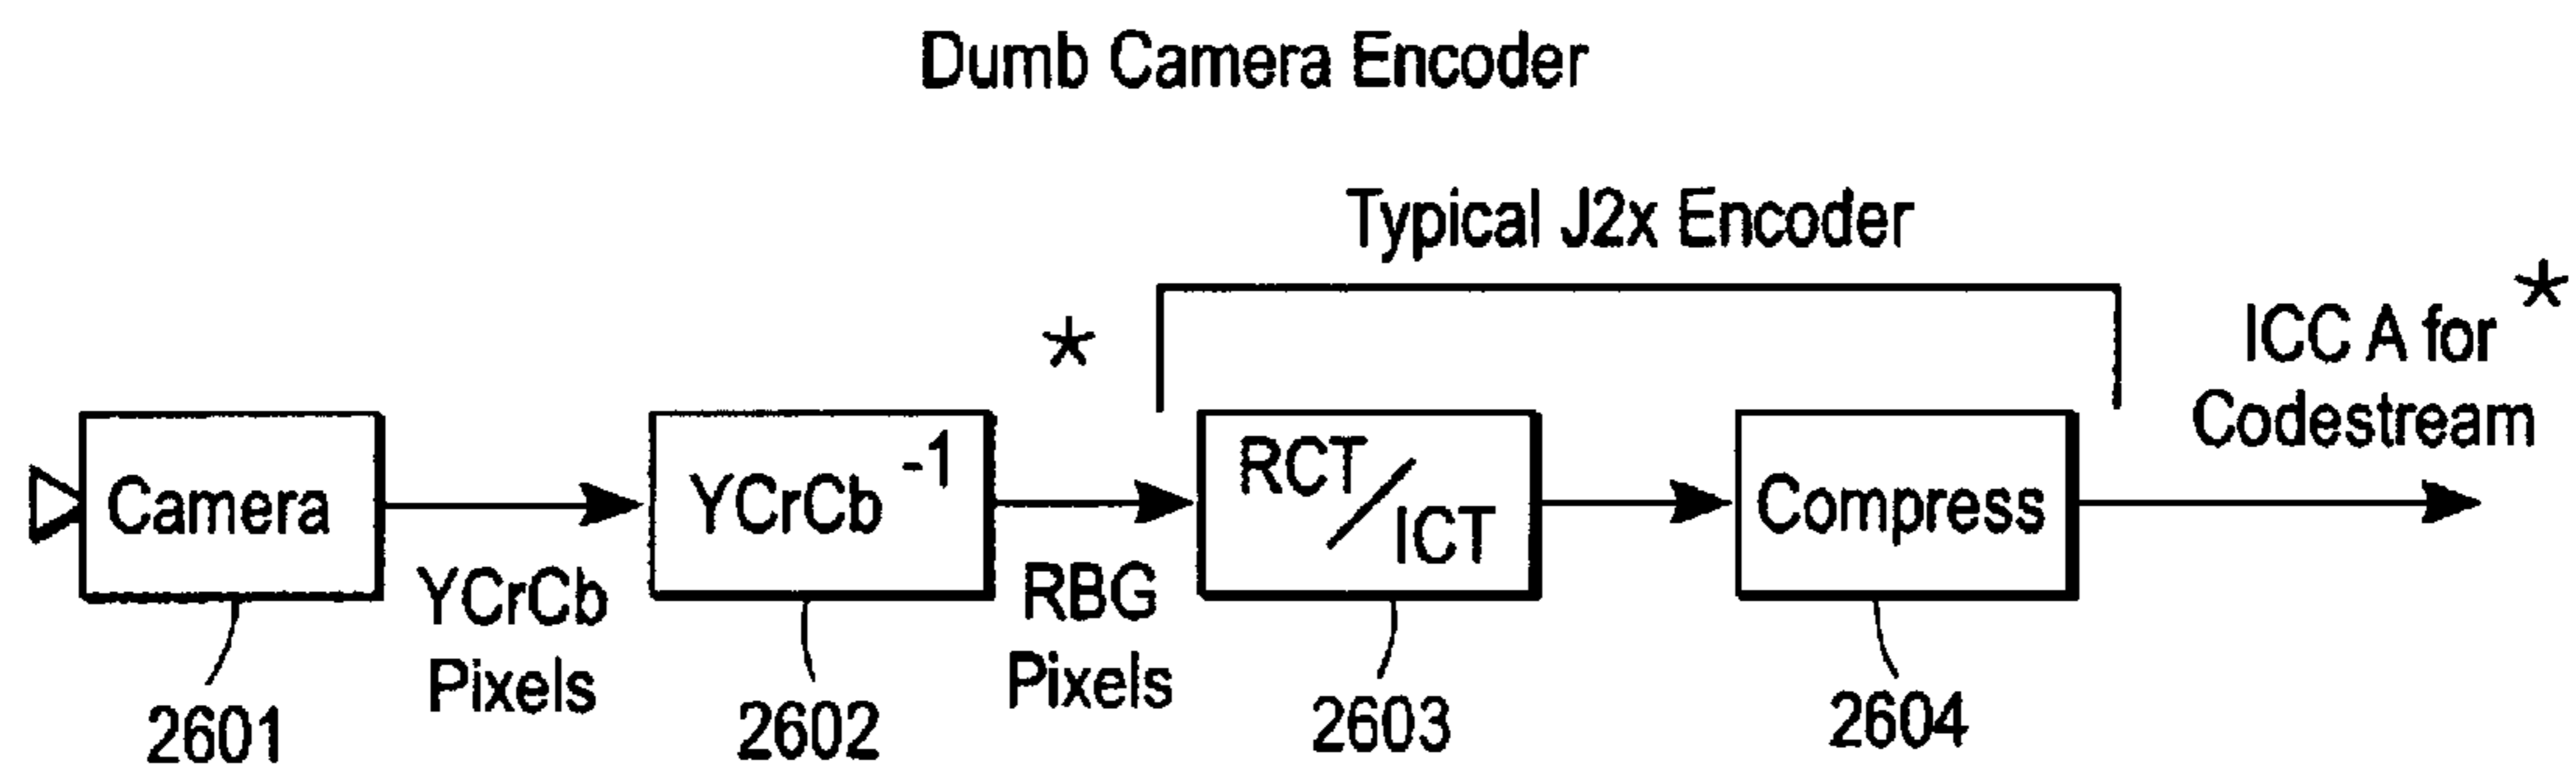 Dumb Camera Encoder
Typical J2x Encoder
*
*
ICC A for
Codestream
Camera
YCrCb
Pixels
YCrCb -1
RBG
Pixels
RCT/ICT
Compress
2601
2602
2603
2604